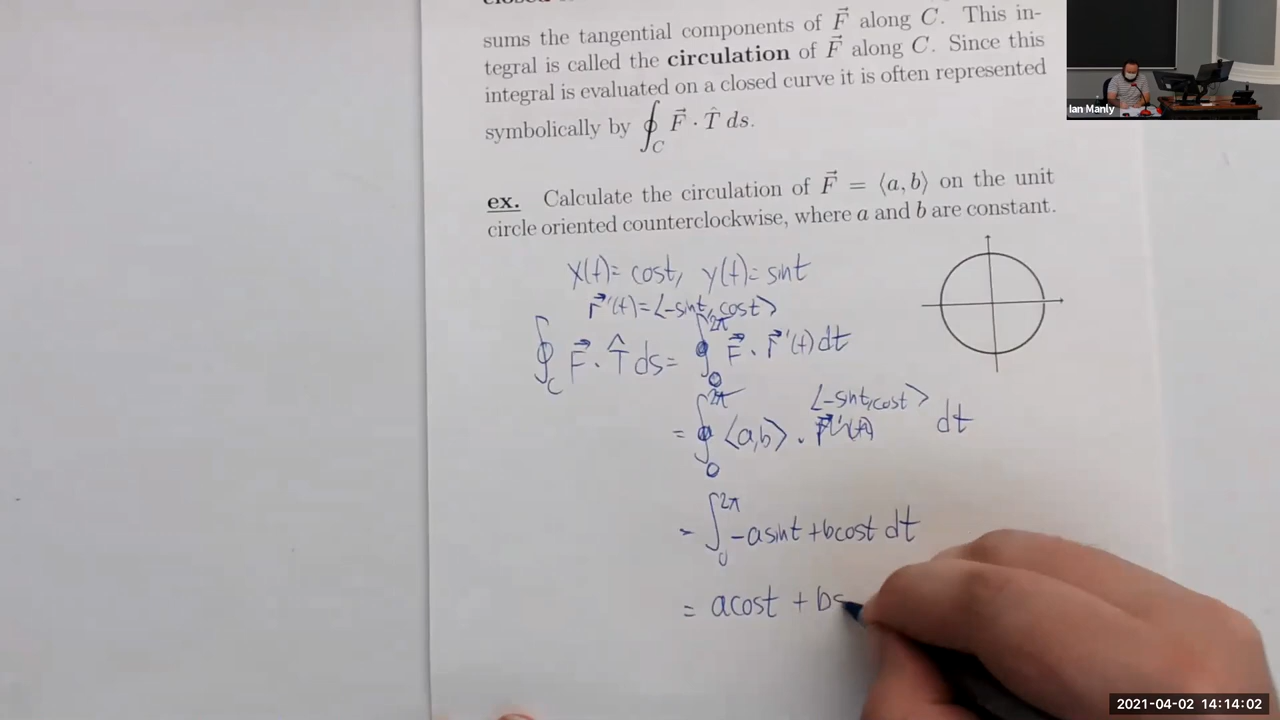 sums the tangential components of F⃗ along C. This in-
tegral is called the circulation of F⃗ along C. Since this
integral is evaluated on a closed curve it is often represented
symbolically by ∮_C F⃗ · T̂ ds.
ex. Calculate the circulation of F⃗ = ⟨a, b⟩ on the unit
circle oriented counterclockwise, where a and b are constant.
x(t)= cost, y(t)= sint
r⃗'(t)=<-sint, cost>
∮_C F⃗ · T̂ ds = ∫_0^2π F⃗ · r⃗'(t)dt
= ∫_0^2π <a,b> · <-sint, cost> dt
= ∫_0^2π -asint + bcost dt
= acost + bs
Ian Manly
2021-04-02 14:14:02